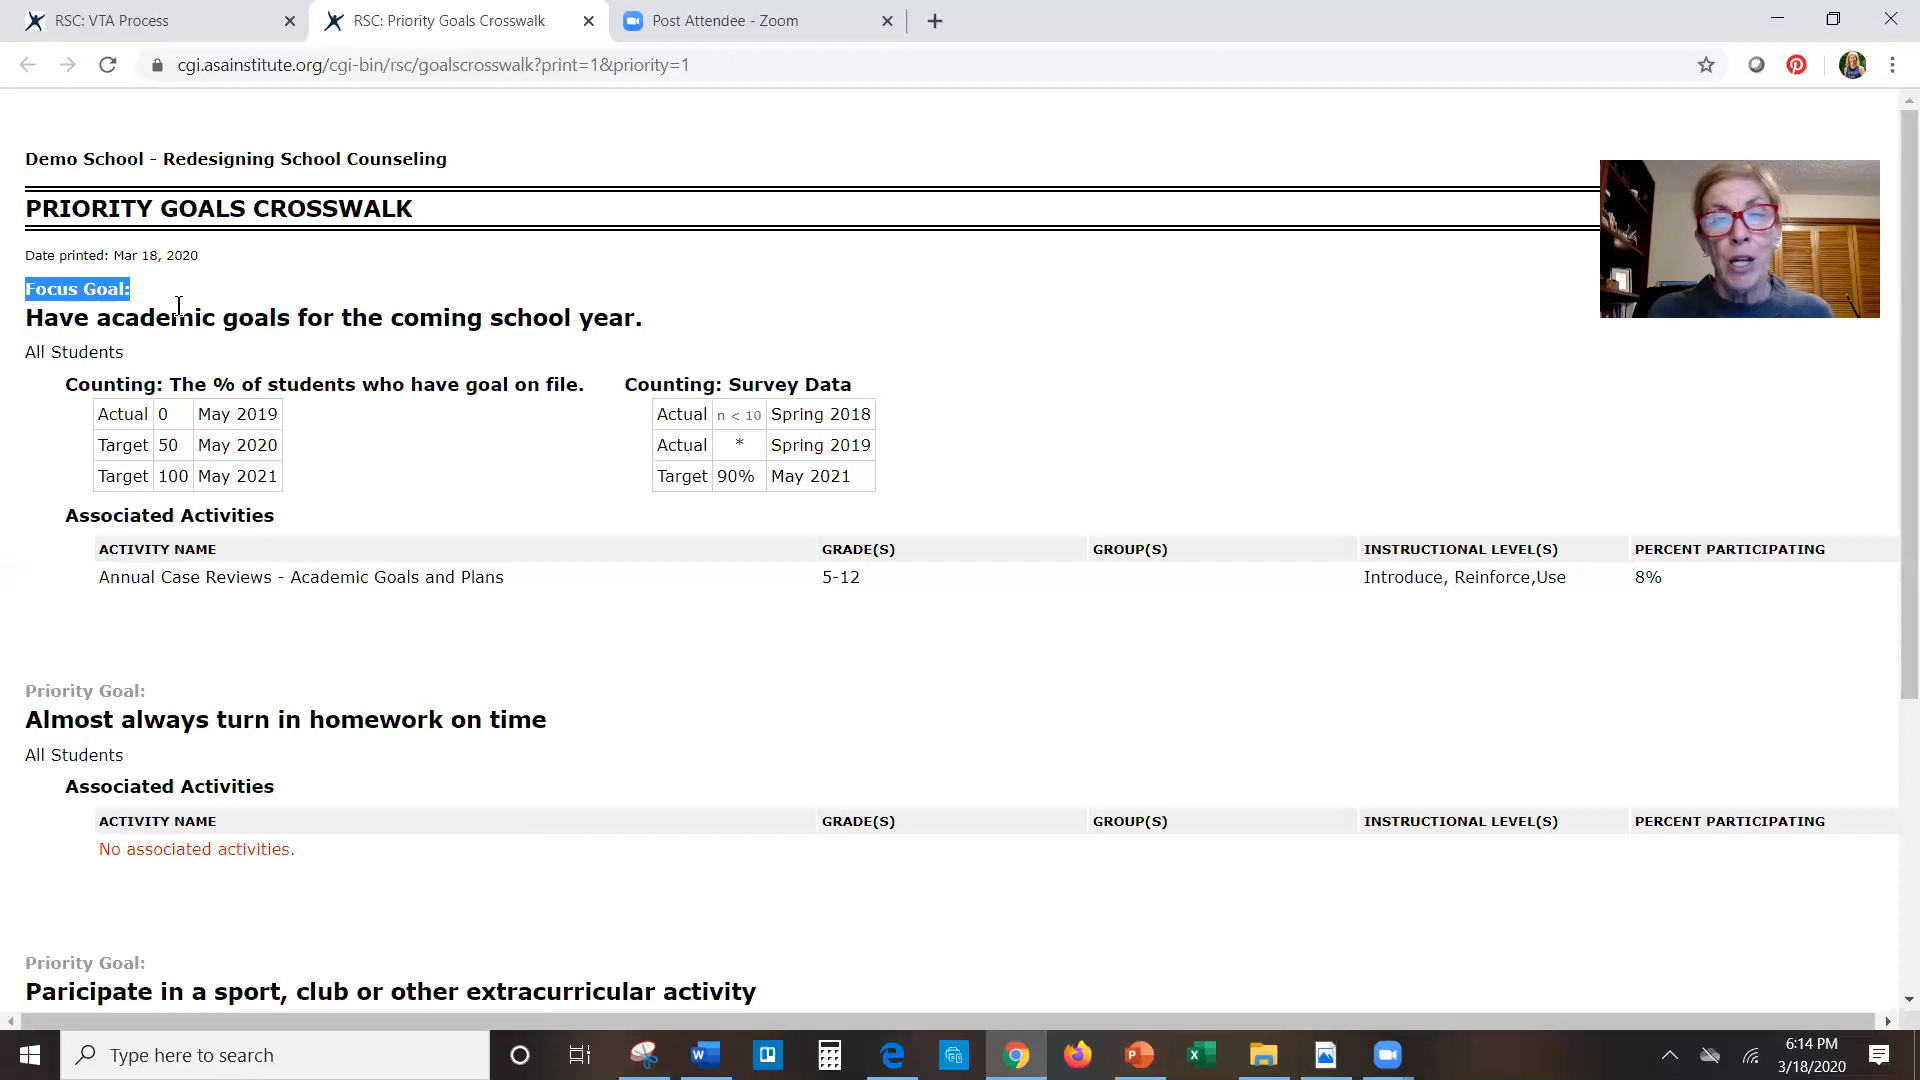 RSC: VTA Process
RSC: Priority Goals Crosswalk
Post Attendee - Zoom
cgi.asainstitute.org/cgi-bin/rsc/goalscrosswalk?print=1&priority=1
Demo School - Redesigning School Counseling
PRIORITY GOALS CROSSWALK
Date printed: Mar 18, 2020
Focus Goal:
Have academic goals for the coming school year.
All Students
Counting: The % of students who have goal on file.
Actual 0 May 2019
Target 50 May 2020
Target 100 May 2021
Counting: Survey Data
Actual n < 10 Spring 2018
Actual * Spring 2019
Target 90% May 2021
Associated Activities
ACTIVITY NAME GRADE(S) GROUP(S) INSTRUCTIONAL LEVEL(S) PERCENT PARTICIPATING
Annual Case Reviews - Academic Goals and Plans 5-12 Introduce, Reinforce,Use 8%
Priority Goal:
Almost always turn in homework on time
All Students
Associated Activities
ACTIVITY NAME GRADE(S) GROUP(S) INSTRUCTIONAL LEVEL(S) PERCENT PARTICIPATING
No associated activities.
Priority Goal:
Paricipate in a sport, club or other extracurricular activity
Type here to search
6:14 PM
3/18/2020